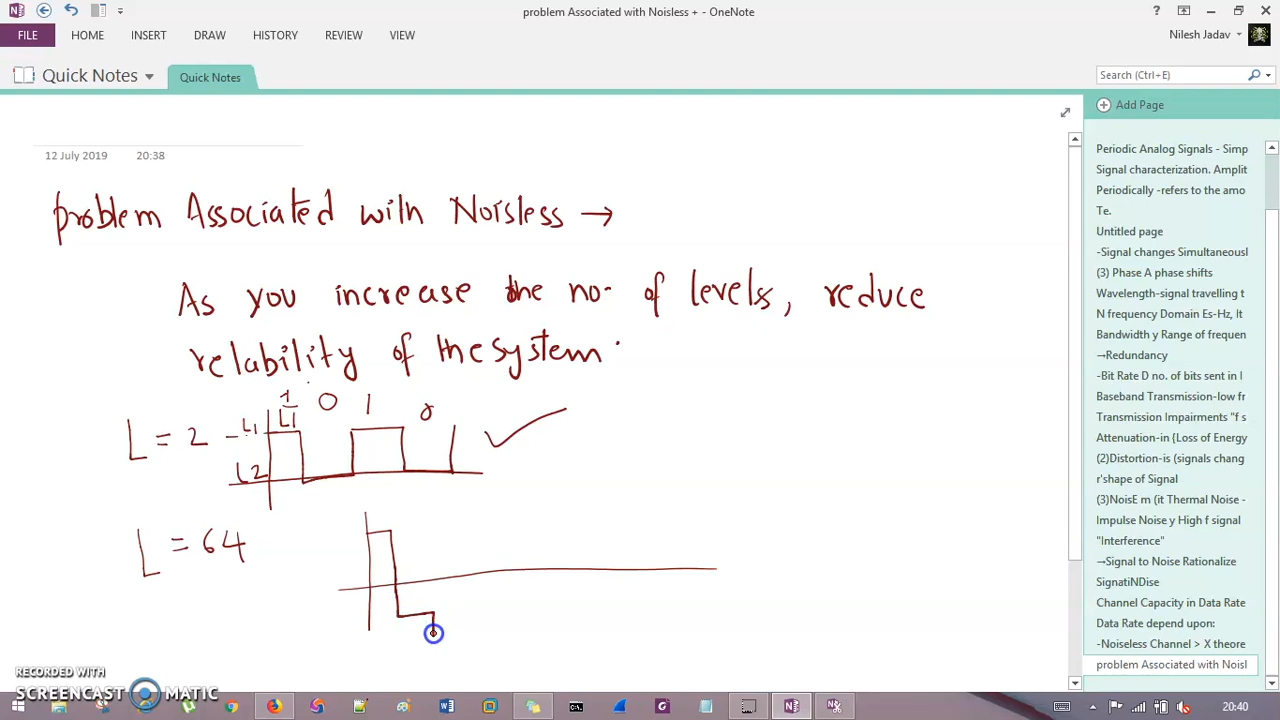 problem Associated with Noisless + - OneNote
FILE HOME INSERT DRAW HISTORY REVIEW VIEW
Nilesh Jadav
Quick Notes
Quick Notes
Search (Ctrl+E)
12 July 2019 20:38
problem Associated with Noisless →
As you increase the no. of levels, reduce
relability of the system.
L = 2
L1
L2
1 0 1 0
L1
L = 64
Add Page
Periodic Analog Signals - Simp
Signal characterization. Amplit
Periodically -refers to the amo
Te.
Untitled page
-Signal changes Simultaneousl
(3) Phase A phase shifts
Wavelength-signal travelling t
N frequency Domain Es-Hz, It
Bandwidth y Range of frequen
→Redundancy
-Bit Rate D no. of bits sent in l
Baseband Transmission-low fr
Transmission Impairments "f s
Attenuation-in {Loss of Energy
(2)Distortion-is (signals chang
r'shape of Signal
(3)NoisE m (it Thermal Noise -
Impulse Noise y High f signal
"Interference"
→Signal to Noise Rationalize
SignatiNDise
Channel Capacity in Data Rate
Data Rate depend upon:
-Noiseless Channel > X theore
problem Associated with Noisl
RECORDED WITH
SCREENCAST MATIC
20:40